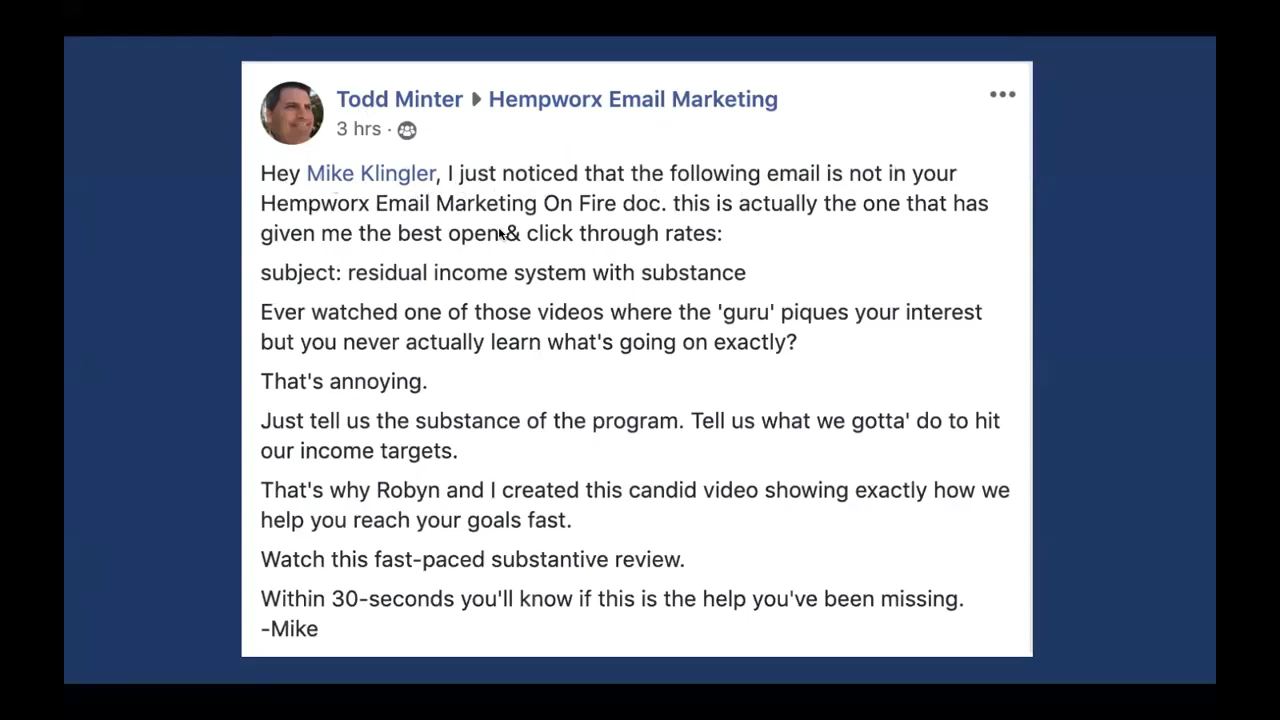 Todd Minter Hempworx Email Marketing
3 hrs ·
Hey Mike Klingler, I just noticed that the following email is not in your
Hempworx Email Marketing On Fire doc. this is actually the one that has
given me the best open & click through rates:
subject: residual income system with substance
Ever watched one of those videos where the 'guru' piques your interest
but you never actually learn what's going on exactly?
That's annoying.
Just tell us the substance of the program. Tell us what we gotta' do to hit
our income targets.
That's why Robyn and I created this candid video showing exactly how we
help you reach your goals fast.
Watch this fast-paced substantive review.
Within 30-seconds you'll know if this is the help you've been missing.
-Mike